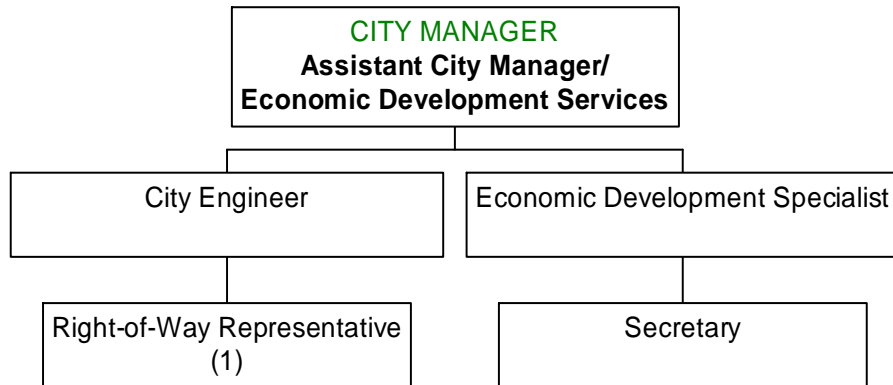 CITY MANAGER
Assistant City Manager/
Economic Development Services
City Engineer
Economic Development Specialist
Right-of-Way Representative
(1)
Secretary